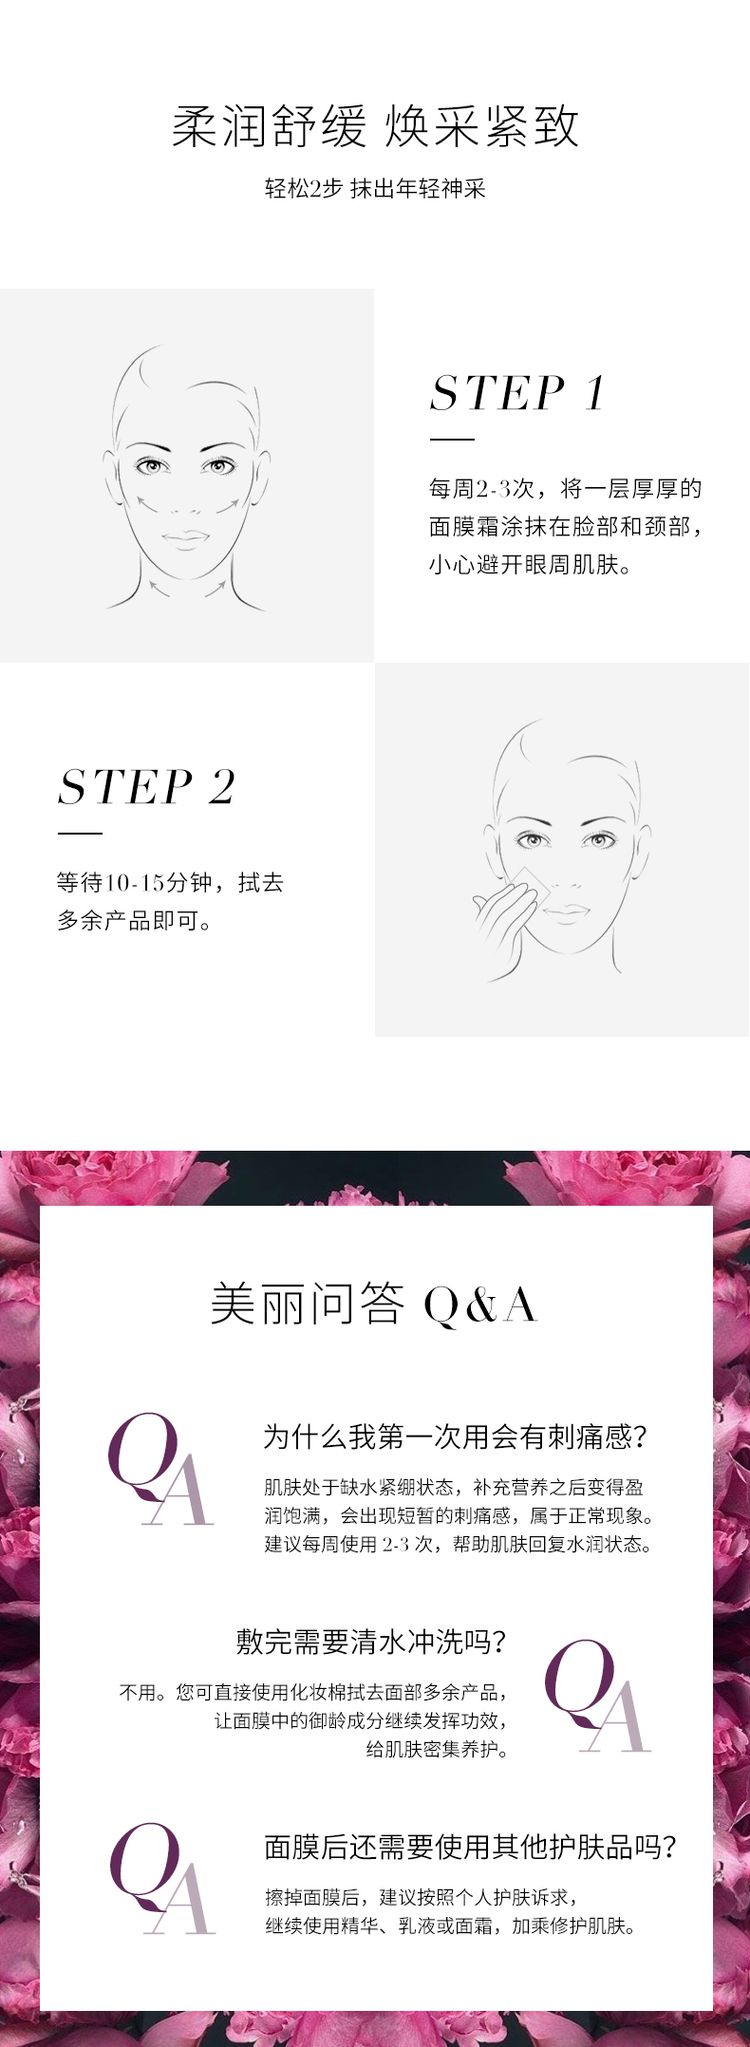 柔润舒缓 焕采紧致
轻松2步 抹出年轻神采
STEP 1
每周2-3次，将一层厚厚的
面膜霜涂抹在脸部和颈部，
小心避开眼周肌肤。
STEP 2
等待10-15分钟，拭去
多余产品即可。
美丽问答 Q&A
QA
为什么我第一次用会有刺痛感？
肌肤处于缺水紧绷状态，补充营养之后变得盈
润饱满，会出现短暂的刺痛感，属于正常现象。
建议每周使用 2-3 次，帮助肌肤回复水润状态。
敷完需要清水冲洗吗？
QA
不用。您可直接使用化妆棉拭去面部多余产品，
让面膜中的御龄成分继续发挥功效，
给肌肤密集养护。
QA
面膜后还需要使用其他护肤品吗？
擦掉面膜后，建议按照个人护肤诉求，
继续使用精华、乳液或面霜，加乘修护肌肤。